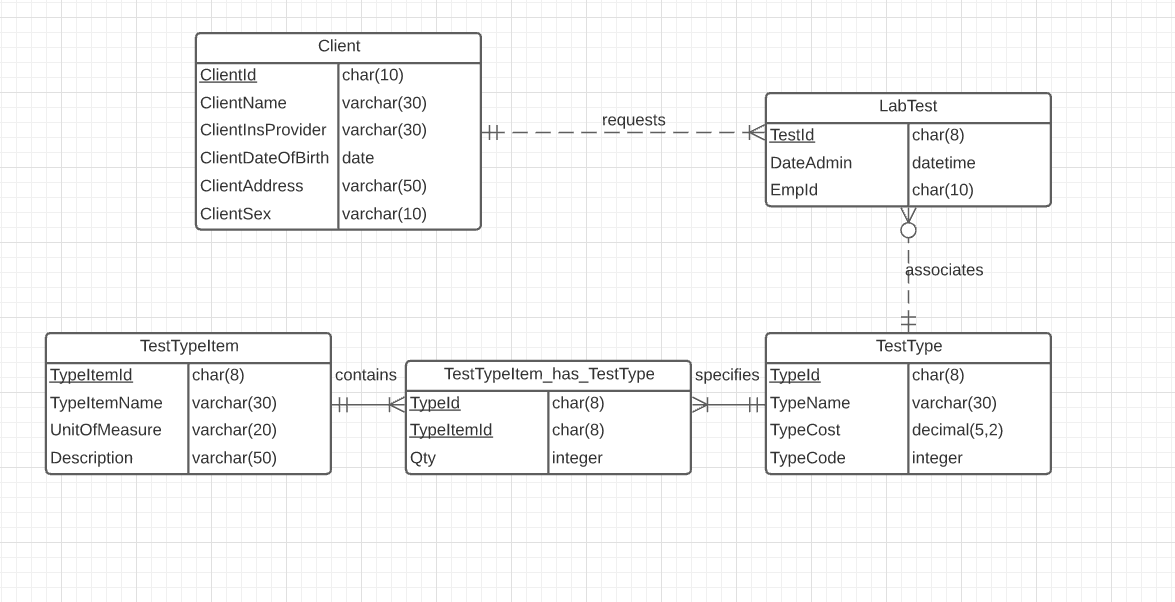 Client
ClientId char(10)
ClientName varchar(30)
ClientInsProvider varchar(30)
ClientDateOfBirth date
ClientAddress varchar(50)
ClientSex varchar(10)
requests
LabTest
TestId char(8)
DateAdmin datetime
EmpId char(10)
associates
TestTypeItem
TypeItemId char(8)
TypeItemName varchar(30)
UnitOfMeasure varchar(20)
Description varchar(50)
contains
TestTypeItem_has_TestType
TypeId char(8)
TypeItemId char(8)
Qty integer
specifies
TestType
TypeId char(8)
TypeName varchar(30)
TypeCost decimal(5,2)
TypeCode integer